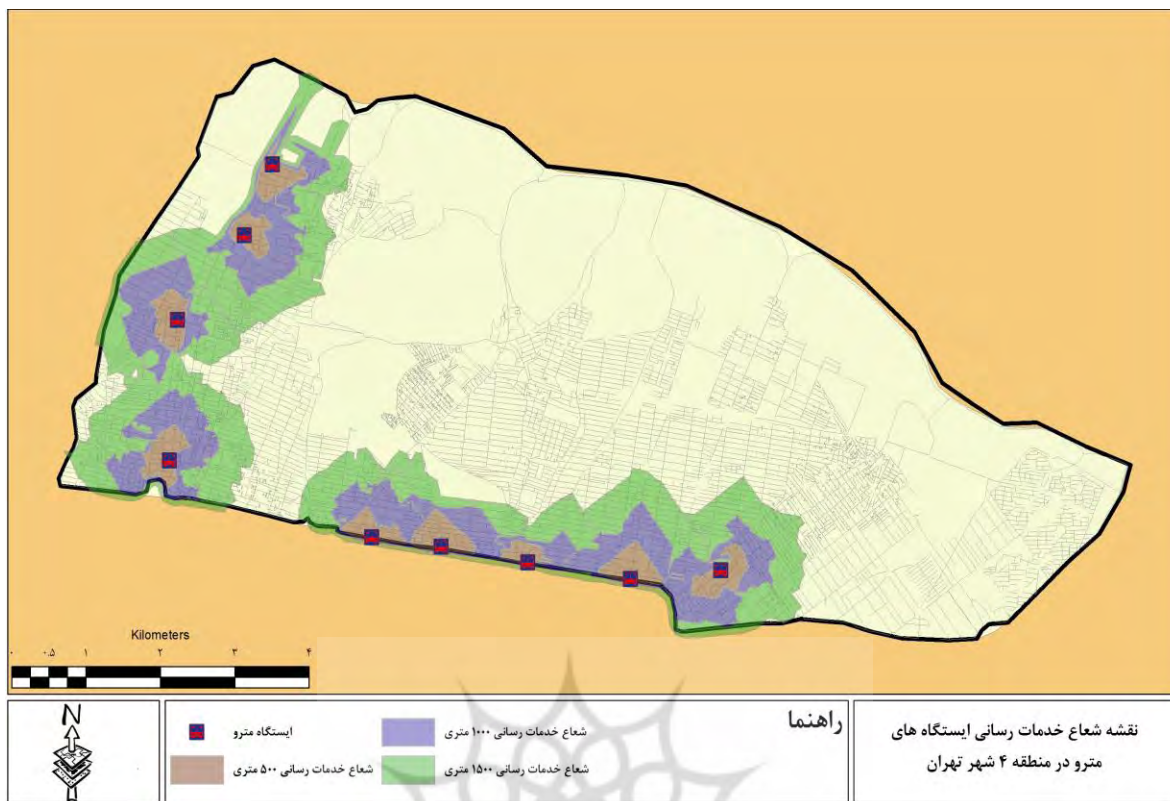 Kilometers
۰ ۰.۵ ۱ ۲ ۳ ۴
N
راهنما
ایستگاه مترو
شعاع خدمات رسانی ۱۰۰۰ متری
شعاع خدمات رسانی ۵۰۰ متری
شعاع خدمات رسانی ۱۵۰۰ متری
نقشه شعاع خدمات رسانی ایستگاه های
مترو در منطقه ۴ شهر تهران